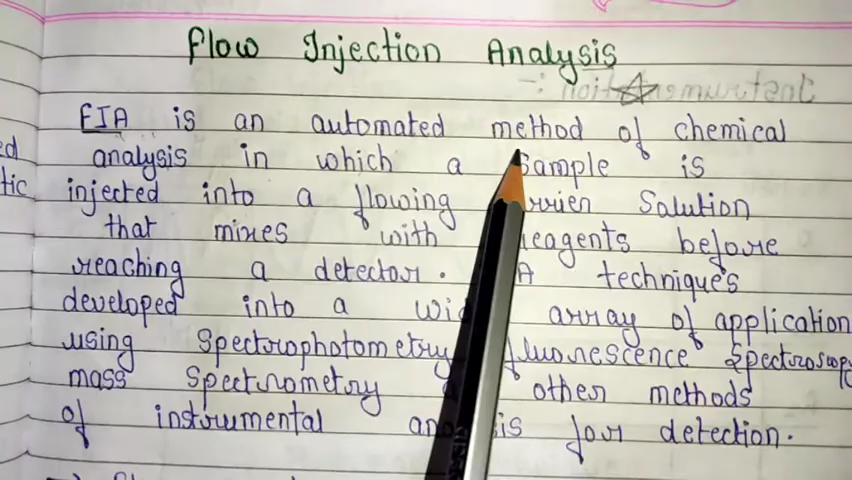 Flow Injection Analysis
FIA is an automated method of chemical
analysis in which a sample is
injected into a flowing solution
that mixes with reagents before
reaching a detector. techniques
developed into a array of application
using spectrophotometry fluorescence spectroscopy
mass spectrometry other methods
of instrumental for detection.